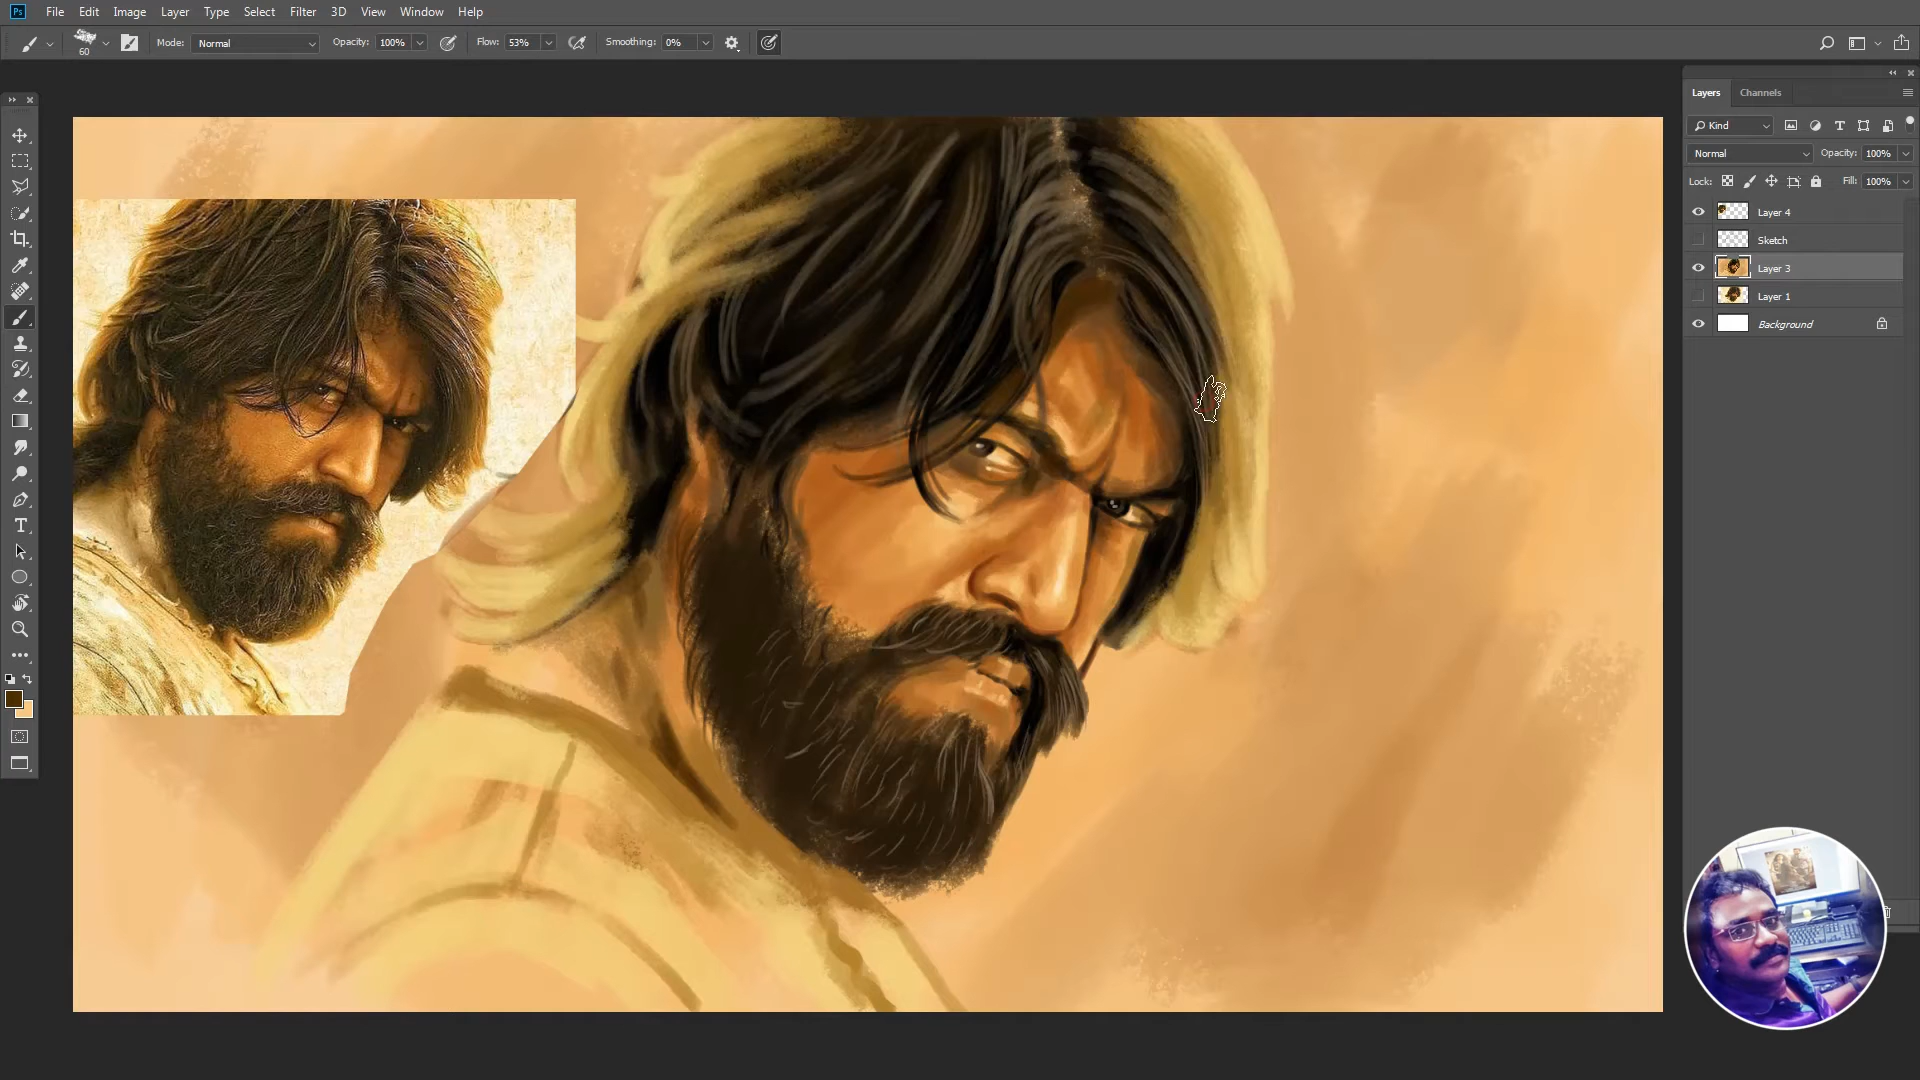 Ps File Edit Image Layer Type Select Filter 3D View Window Help
60 Mode: Normal Opacity: 100% Flow: 53% Smoothing: 0%
Layers Channels
Kind
Normal Opacity: 100%
Lock: Fill: 100%
Layer 4
Sketch
Layer 3
Layer 1
Background